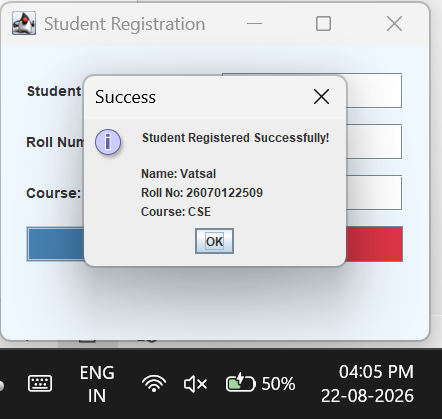 Student Registration
Student
Success
Student Registered Successfully!
Roll Num
Name: Vatsal
Roll No: 26070122509
Course:
Course: CSE
OK
ENG
IN
50%
04:05 PM
22-08-2026